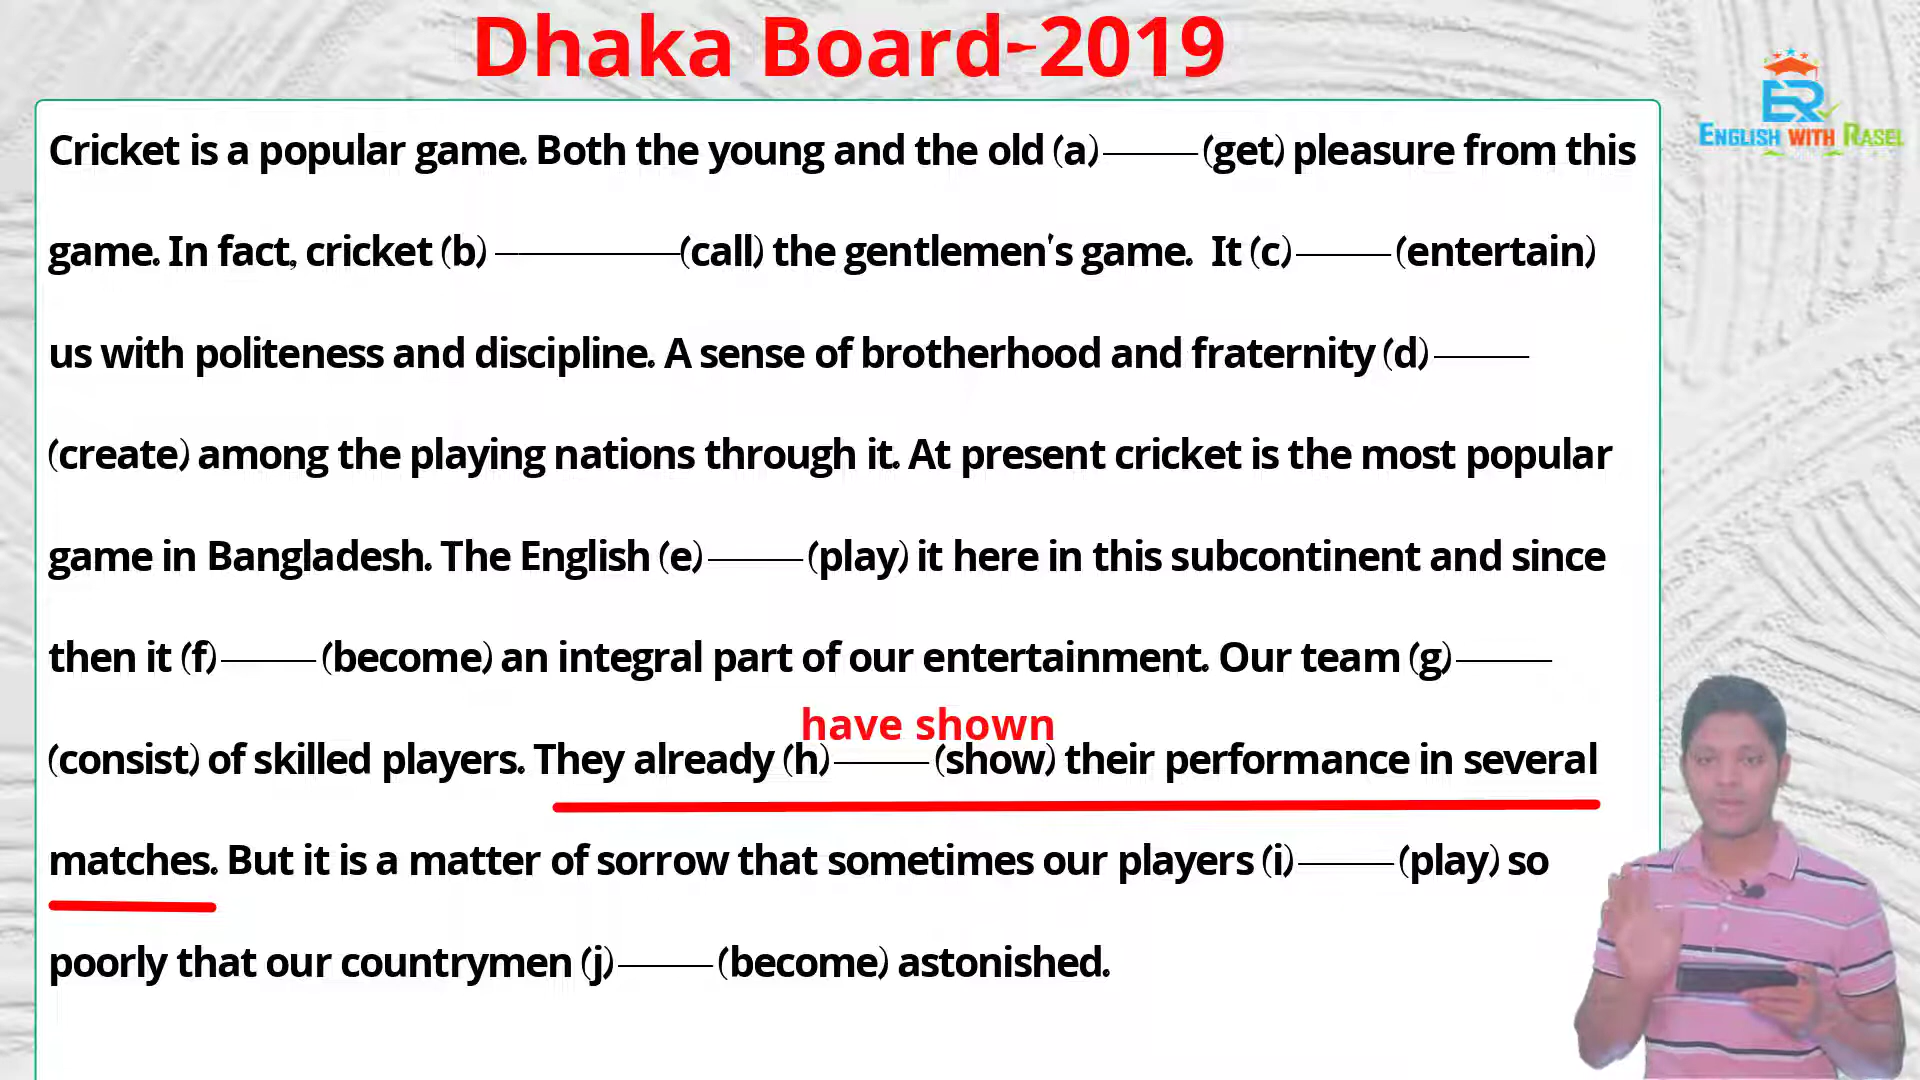 Dhaka Board-2019
ENGLISH WITH RASEL
Cricket is a popular game. Both the young and the old (a)———(get) pleasure from this
game. In fact, cricket (b) ——————(call) the gentlemen's game. It (c)———(entertain)
us with politeness and discipline. A sense of brotherhood and fraternity (d)———
(create) among the playing nations through it. At present cricket is the most popular
game in Bangladesh. The English (e)———(play) it here in this subcontinent and since
then it (f)———(become) an integral part of our entertainment. Our team (g)———
have shown
(consist) of skilled players. They already (h)———(show) their performance in several
matches. But it is a matter of sorrow that sometimes our players (i)———(play) so
poorly that our countrymen (j)———(become) astonished.